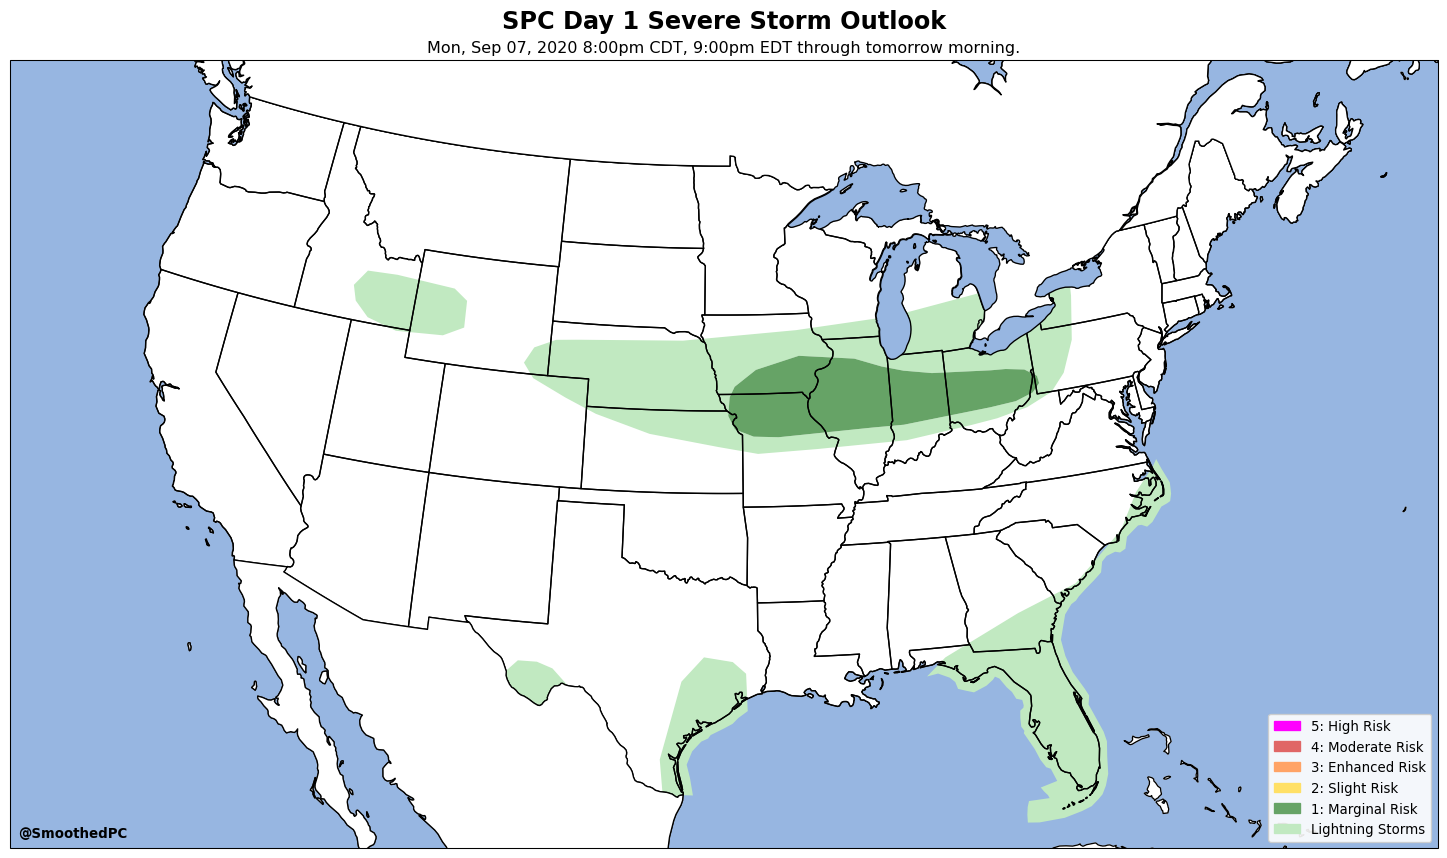 SPC Day 1 Severe Storm Outlook
Mon, Sep 07, 2020 8:00pm CDT, 9:00pm EDT through tomorrow morning.
5: High Risk
4: Moderate Risk
3: Enhanced Risk
2: Slight Risk
1: Marginal Risk
Lightning Storms
@SmoothedPC